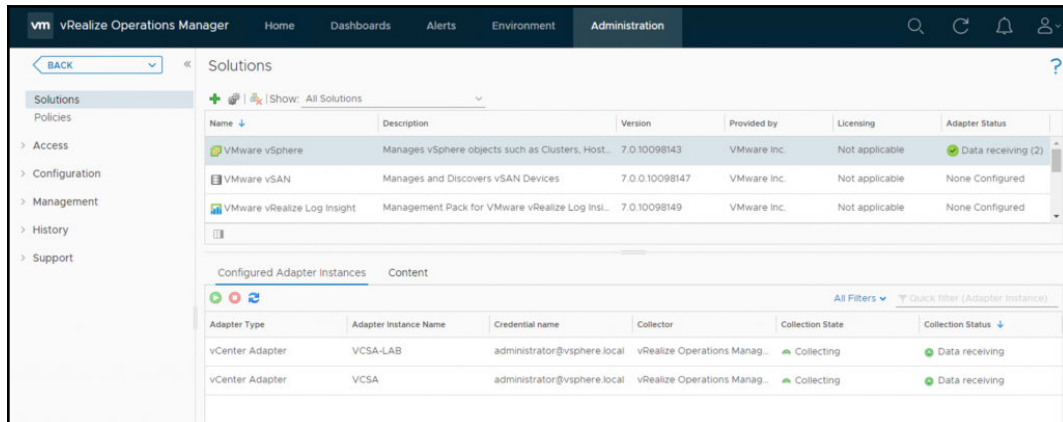 vm vRealize Operations Manager Home Dashboards Alerts Environment Administration
BACK
Solutions
Policies
Access
Configuration
Management
History
Support
Solutions
?
Show: All Solutions
Name Description Version Provided by Licensing Adapter Status
VMware vSphere Manages vSphere objects such as Clusters, Host... 7.0.10098143 VMware Inc. Not applicable Data receiving (2)
VMware vSAN Manages and Discovers vSAN Devices 7.0.0.10098147 VMware Inc. Not applicable None Configured
VMware vRealize Log Insight Management Pack for VMware vRealize Log Insi... 7.0.10098149 VMware Inc. Not applicable None Configured
Configured Adapter Instances Content
All Filters Quick filter (Adapter Instance)
Adapter Type Adapter Instance Name Credential name Collector Collection State Collection Status
vCenter Adapter VCSA-LAB administrator@vsphere.local vRealize Operations Manag... Collecting Data receiving
vCenter Adapter VCSA administrator@vsphere.local vRealize Operations Manag... Collecting Data receiving